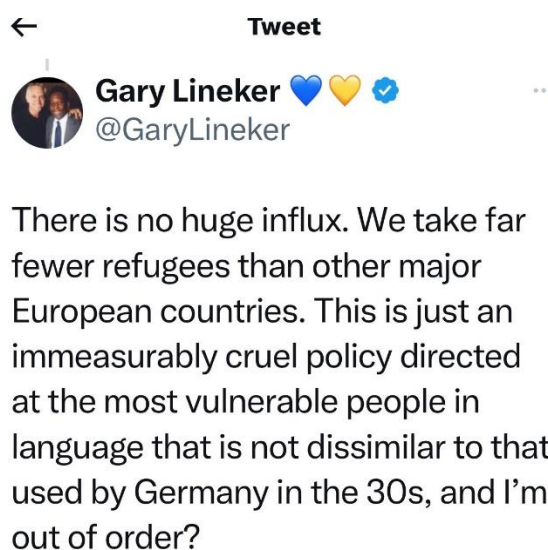 Tweet
Gary Lineker 💙💛
@GaryLineker
There is no huge influx. We take far
fewer refugees than other major
European countries. This is just an
immeasurably cruel policy directed
at the most vulnerable people in
language that is not dissimilar to that
used by Germany in the 30s, and I’m
out of order?